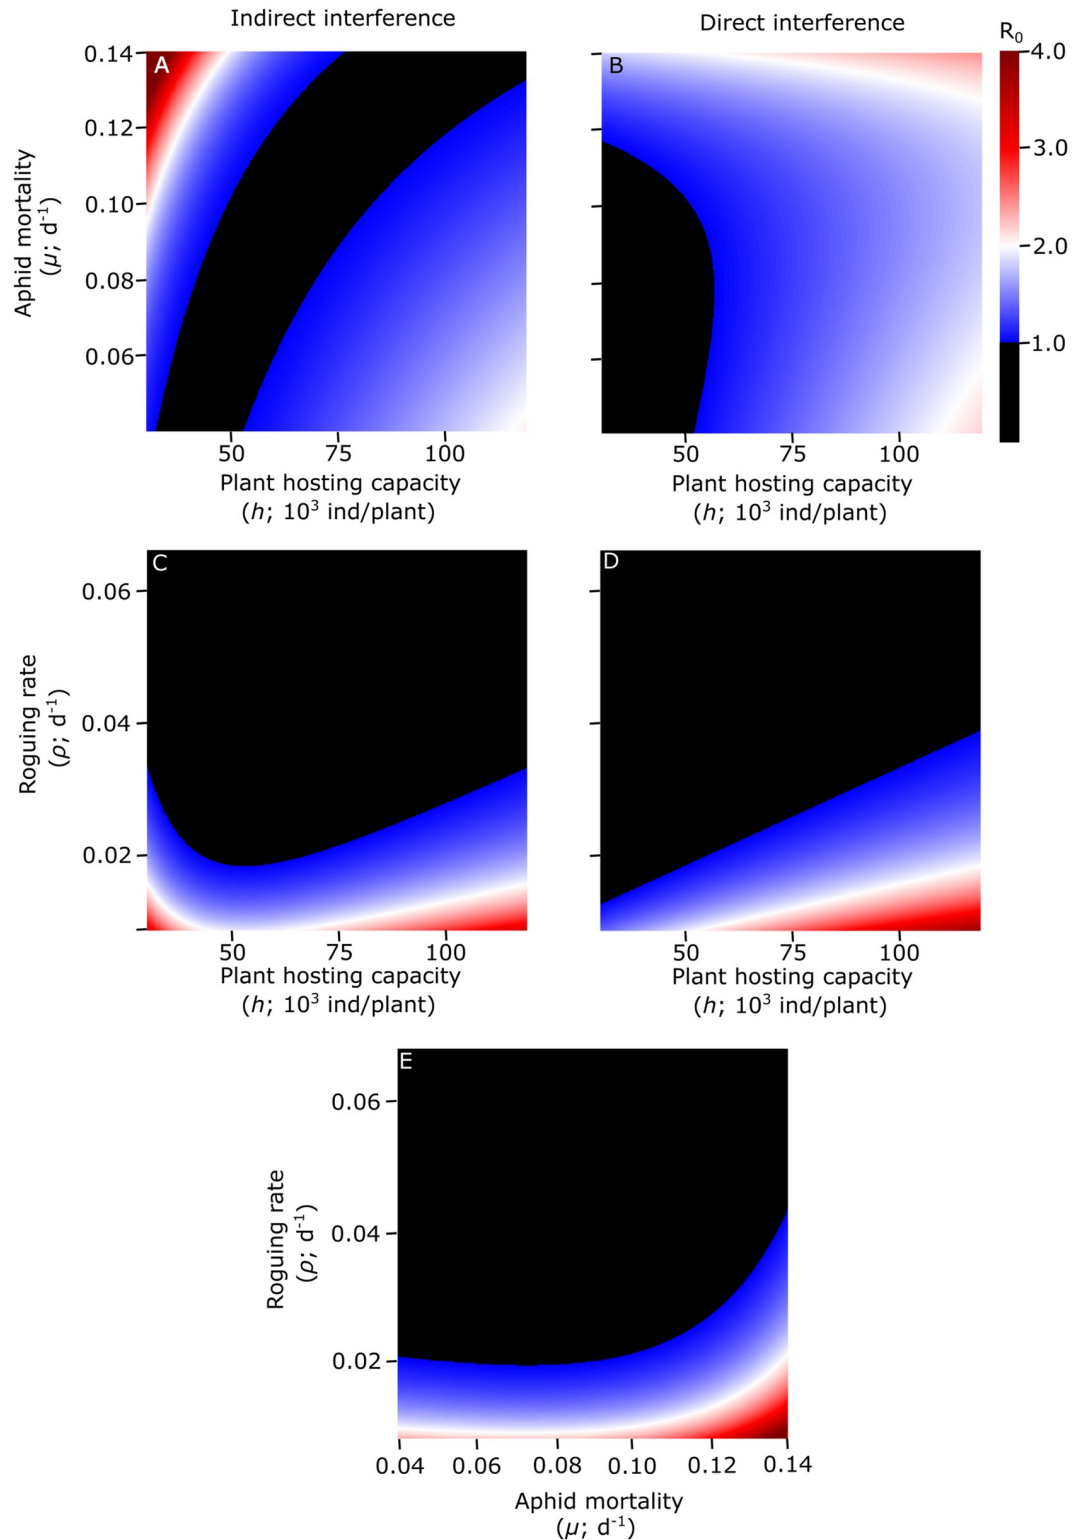 Indirect interference
Direct interference
R₀
A
B
0.14
0.12
0.10
0.08
0.06
Aphid mortality
(μ; d⁻¹)
4.0
3.0
2.0
1.0
50 75 100
Plant hosting capacity
(h; 10³ ind/plant)
50 75 100
Plant hosting capacity
(h; 10³ ind/plant)
C
D
0.06
0.04
0.02
Roguing rate
(ρ; d⁻¹)
50 75 100
Plant hosting capacity
(h; 10³ ind/plant)
50 75 100
Plant hosting capacity
(h; 10³ ind/plant)
E
0.06
0.04
0.02
Roguing rate
(ρ; d⁻¹)
0.04 0.06 0.08 0.10 0.12 0.14
Aphid mortality
(μ; d⁻¹)